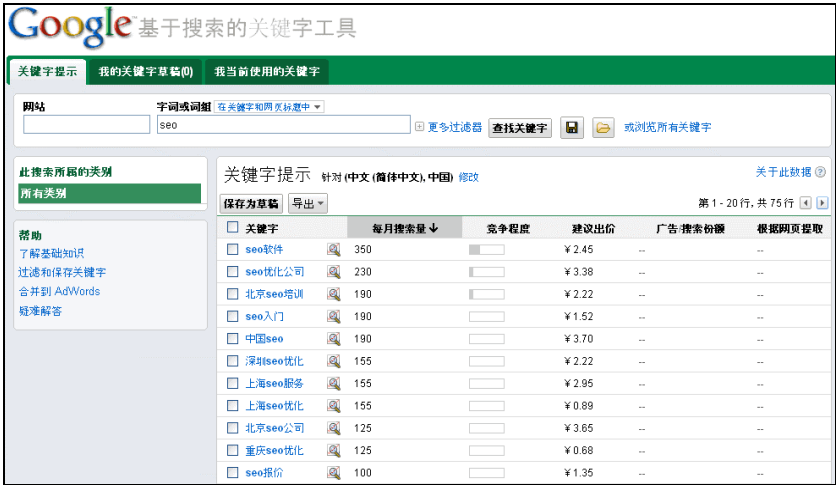 Google 基于搜索的关键字工具
关键字提示 我的关键字草稿(0) 我当前使用的关键字
网站 字词或词组 在关键字和网页标题中
seo 更多过滤器 查找关键字 或浏览所有关键字
此搜索所属的类别
所有类别
帮助
了解基础知识
过滤和保存关键字
合并到 AdWords
疑难解答
关键字提示 针对 (中文 (简体中文), 中国) 修改 关于此数据
保存为草稿 导出 第 1 - 20 行, 共 75 行
关键字 每月搜索量 竞争程度 建议出价 广告/搜索份额 根据网页提取
seo软件 350 ¥ 2.45 -- --
seo优化公司 230 ¥ 3.38 -- --
北京seo培训 190 ¥ 2.22 -- --
seo入门 190 ¥ 1.52 -- --
中国seo 190 ¥ 3.70 -- --
深圳seo优化 155 ¥ 2.22 -- --
上海seo服务 155 ¥ 2.95 -- --
上海seo优化 155 ¥ 0.89 -- --
北京seo公司 125 ¥ 3.65 -- --
重庆seo优化 125 ¥ 0.68 -- --
seo报价 100 ¥ 1.35 -- --